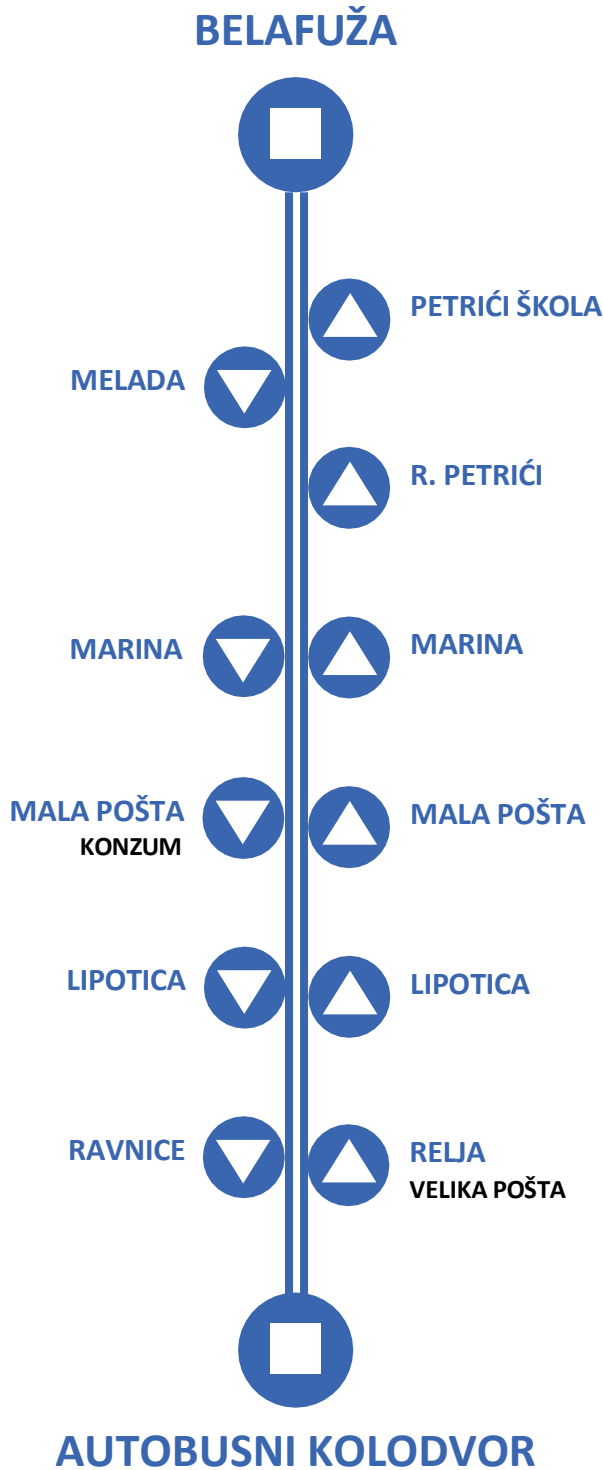 BELAFUŽA
PETRIĆI ŠKOLA
MELADA
R. PETRIĆI
MARINA
MARINA
MALA POŠTA
KONZUM
MALA POŠTA
LIPOTICA
LIPOTICA
RAVNICE
RELJA
VELIKA POŠTA
AUTOBUSNI KOLODVOR